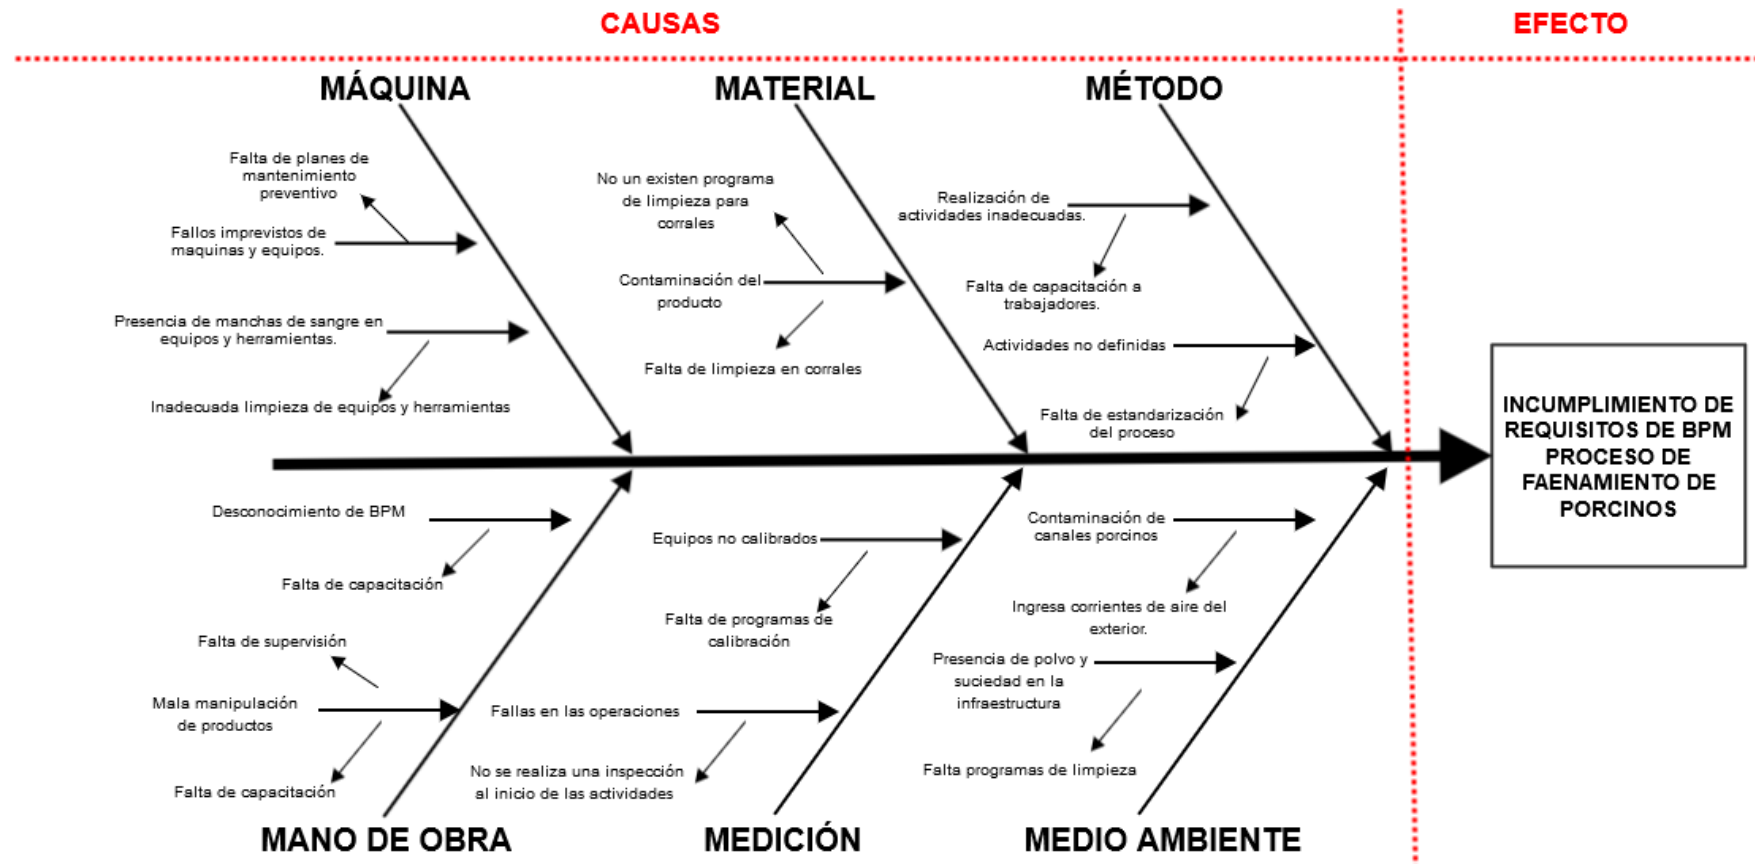 CAUSAS
EFECTO
MÁQUINA
MATERIAL
MÉTODO
Falta de planes de
mantenimiento
preventivo
Fallos imprevistos de
maquinas y equipos.
Presencia de manchas de sangre en
equipos y herramientas.
Inadecuada limpieza de equipos y herramientas
No un existen programa
de limpieza para
corrales
Contaminación del
producto
Falta de limpieza en corrales
Realización de
actividades inadecuadas.
Falta de capacitación a
trabajadores.
Actividades no definidas
Falta de estandarización
del proceso
INCUMPLIMIENTO DE
REQUISITOS DE BPM
PROCESO DE
FAENAMIENTO DE
PORCINOS
Desconocimiento de BPM
Falta de capacitación
Falta de supervisión
Mala manipulación
de productos
Falta de capacitación
Equipos no calibrados
Falta de programas de
calibración
Fallas en las operaciones
No se realiza una inspección
al inicio de las actividades
Contaminación de
canales porcinos
Ingresa corrientes de aire del
exterior.
Presencia de polvo y
suciedad en la
infraestructura
Falta programas de limpieza
MANO DE OBRA
MEDICIÓN
MEDIO AMBIENTE